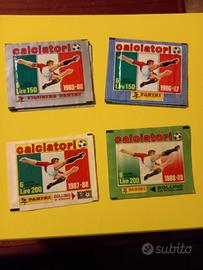 calciatori
1985-86
Lire 150
FIGURINE PANINI
calciatori
1986-87
6
Lire 150
PANINI
calciatori
6
Lire 200
1987-88
PANINI
calciatori
6
Lire 200
1988-89
PANINI
subito